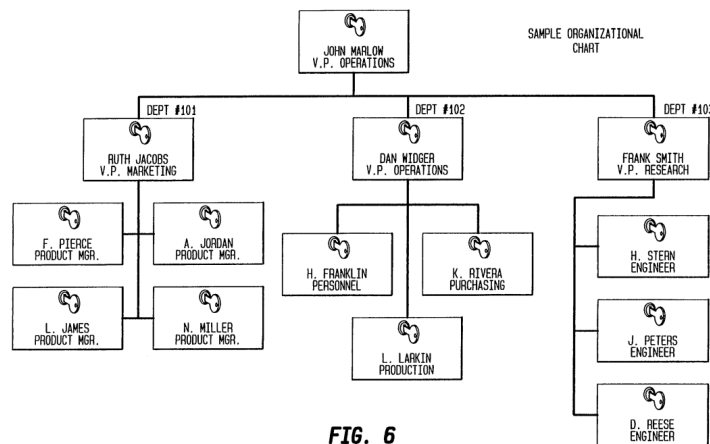 SAMPLE ORGANIZATIONAL
CHART
JOHN MARLOW
V.P. OPERATIONS
DEPT #101
DEPT #102
DEPT #103
RUTH JACOBS
V.P. MARKETING
DAN WIDGER
V.P. OPERATIONS
FRANK SMITH
V.P. RESEARCH
F. PIERCE
PRODUCT MGR.
A. JORDAN
PRODUCT MGR.
L. JAMES
PRODUCT MGR.
N. MILLER
PRODUCT MGR.
H. FRANKLIN
PERSONNEL
K. RIVERA
PURCHASING
L. LARKIN
PRODUCTION
H. STERN
ENGINEER
J. PETERS
ENGINEER
D. REESE
ENGINEER
FIG. 6